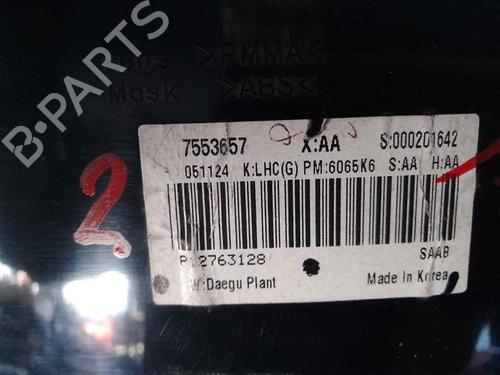 B-PARTS
Lens >PMMA<
Mask >ABS<
7553657 X:AA S:000201642
051124 K:LHC(G) PM:6065K6 S:AA H:AA
P:2763128 SAAB
W:Daegu Plant Made In Korea
2